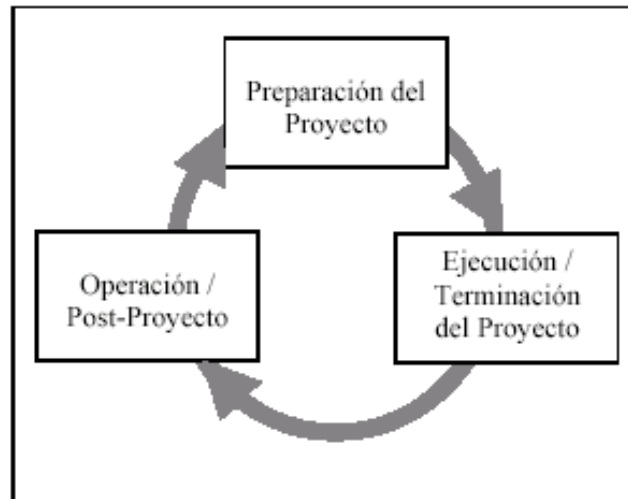 Preparación del
Proyecto
Ejecución /
Terminación
del Proyecto
Operación /
Post-Proyecto